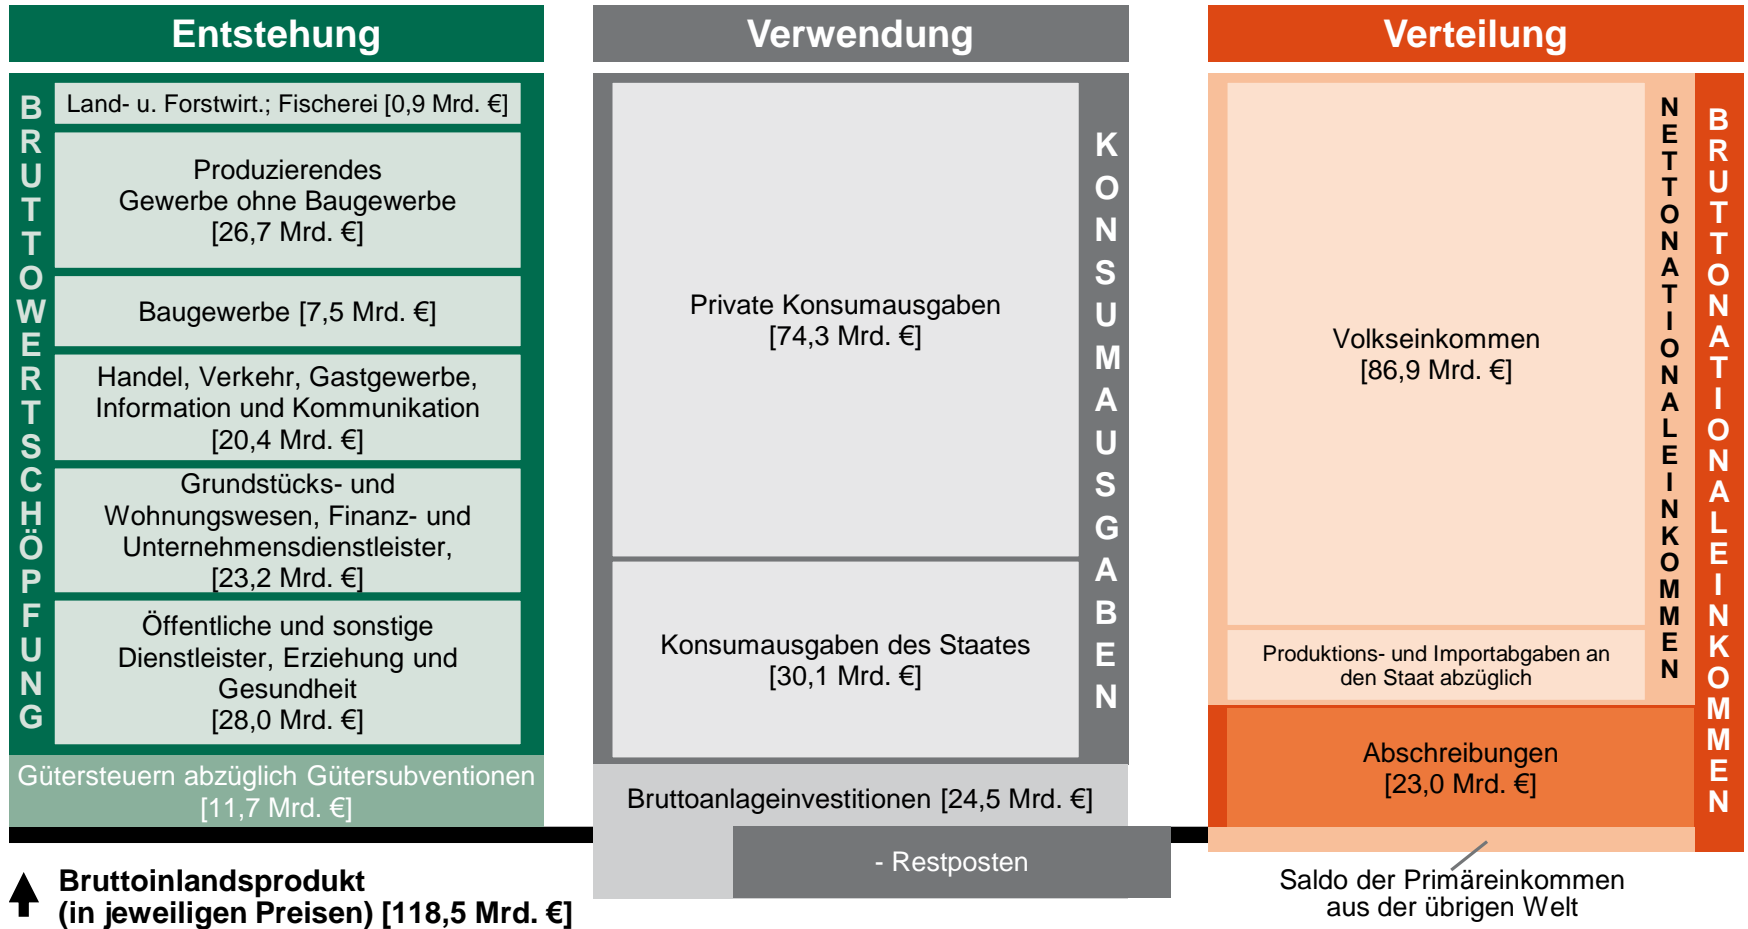 Entstehung
BRUTTOWERTSCHÖPFUNG
Land- u. Forstwirt.; Fischerei [0,9 Mrd. €]
Produzierendes
Gewerbe ohne Baugewerbe
[26,7 Mrd. €]
Baugewerbe [7,5 Mrd. €]
Handel, Verkehr, Gastgewerbe,
Information und Kommunikation
[20,4 Mrd. €]
Grundstücks- und
Wohnungswesen, Finanz- und
Unternehmensdienstleister,
[23,2 Mrd. €]
Öffentliche und sonstige
Dienstleister, Erziehung und
Gesundheit
[28,0 Mrd. €]
Gütersteuern abzüglich Gütersubventionen
[11,7 Mrd. €]
Bruttoinlandsprodukt
(in jeweiligen Preisen) [118,5 Mrd. €]
Verwendung
Private Konsumausgaben
[74,3 Mrd. €]
Konsumausgaben des Staates
[30,1 Mrd. €]
KONSUMAUSGABEN
Bruttoanlageinvestitionen [24,5 Mrd. €]
- Restposten
Verteilung
Volkseinkommen
[86,9 Mrd. €]
Produktions- und Importabgaben an
den Staat abzüglich
NETTONATIONALEINKOMMEN
Abschreibungen
[23,0 Mrd. €]
BRUTTONATIONALEINKOMMEN
Saldo der Primäreinkommen
aus der übrigen Welt